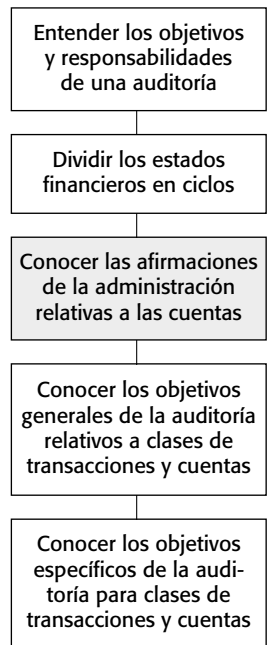 Entender los objetivos
y responsabilidades
de una auditoría
Dividir los estados
financieros en ciclos
Conocer las afirmaciones
de la administración
relativas a las cuentas
Conocer los objetivos
generales de la auditoría
relativos a clases de
transacciones y cuentas
Conocer los objetivos
específicos de la audi-
toría para clases de
transacciones y cuentas